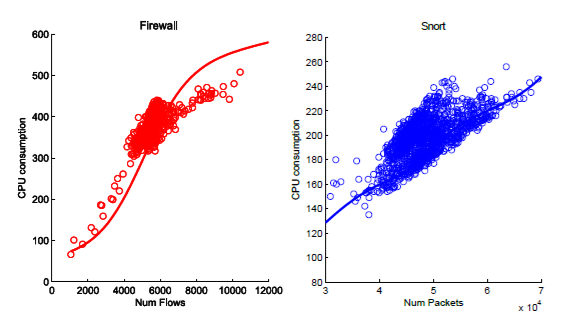 Firewall
600
500
400
300
200
100
0
CPU consumption
0 2000 4000 6000 8000 10000 12000
Num Flows
Snort
280
260
240
220
200
180
160
140
120
100
80
CPU consumption
3 4 5 6 7
Num Packets
x 10^4